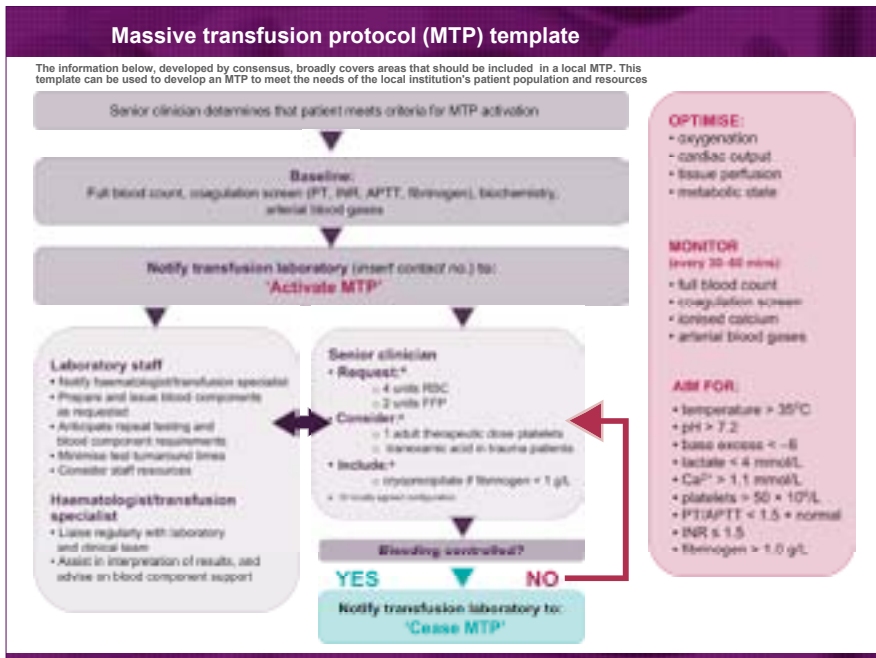 Massive transfusion protocol (MTP) template
The information below, developed by consensus, broadly covers areas that should be included in a local MTP. This
template can be used to develop an MTP to meet the needs of the local institution's patient population and resources
Senior clinician determines that patient meets criteria for MTP activation
Baseline:
Full blood count, coagulation screen (PT, INR, APTT, fibrinogen), biochemistry,
arterial blood gases
Notify transfusion laboratory (insert contact no.) to:
'Activate MTP'
Laboratory staff
• Notify haematologist/transfusion specialist
• Prepare and issue blood components
as requested
• Anticipate repeat testing and
blood component requirements
• Minimise test turnaround times
• Consider staff resources
Haematologist/transfusion
specialist
• Liaise regularly with laboratory
and clinical team
• Assist in interpretation of results, and
advise on blood component support
Senior clinician
• Request:ª
○ 4 units RBC
○ 2 units FFP
• Consider:ª
○ 1 adult therapeutic dose platelets
○ tranexamic acid in trauma patients
• Include:ª
○ cryoprecipitate if fibrinogen < 1 g/L
a Or locally agreed configuration
Bleeding controlled?
YES NO
Notify transfusion laboratory to:
'Cease MTP'
OPTIMISE:
• oxygenation
• cardiac output
• tissue perfusion
• metabolic state
MONITOR
(every 30–60 mins):
• full blood count
• coagulation screen
• ionised calcium
• arterial blood gases
AIM FOR:
• temperature > 35⁰C
• pH > 7.2
• base excess < –6
• lactate < 4 mmol/L
• Ca²⁺ > 1.1 mmol/L
• platelets > 50 × 10⁹/L
• PT/APTT < 1.5 × normal
• INR ≤ 1.5
• fibrinogen > 1.0 g/L